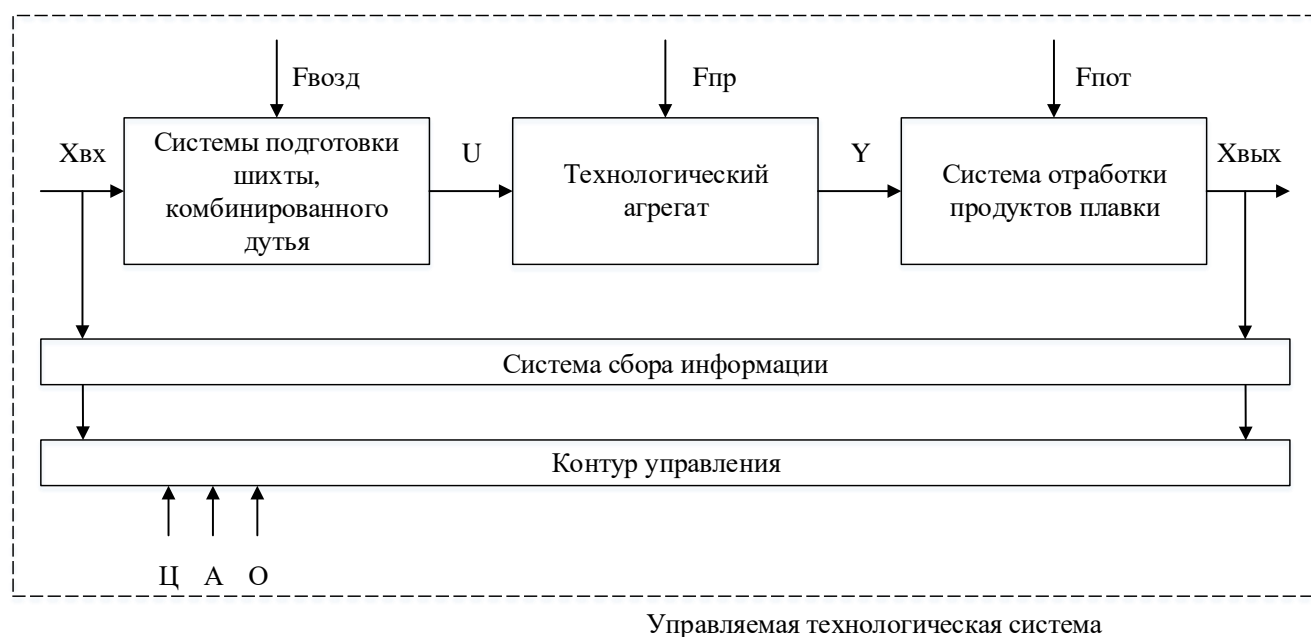 Fвозд
Fпр
Fпот
Xвх
Системы подготовки
шихты,
комбинированного
дутья
U
Технологический
агрегат
Y
Система отработки
продуктов плавки
Xвых
Система сбора информации
Контур управления
Ц
А
О
Управляемая технологическая система